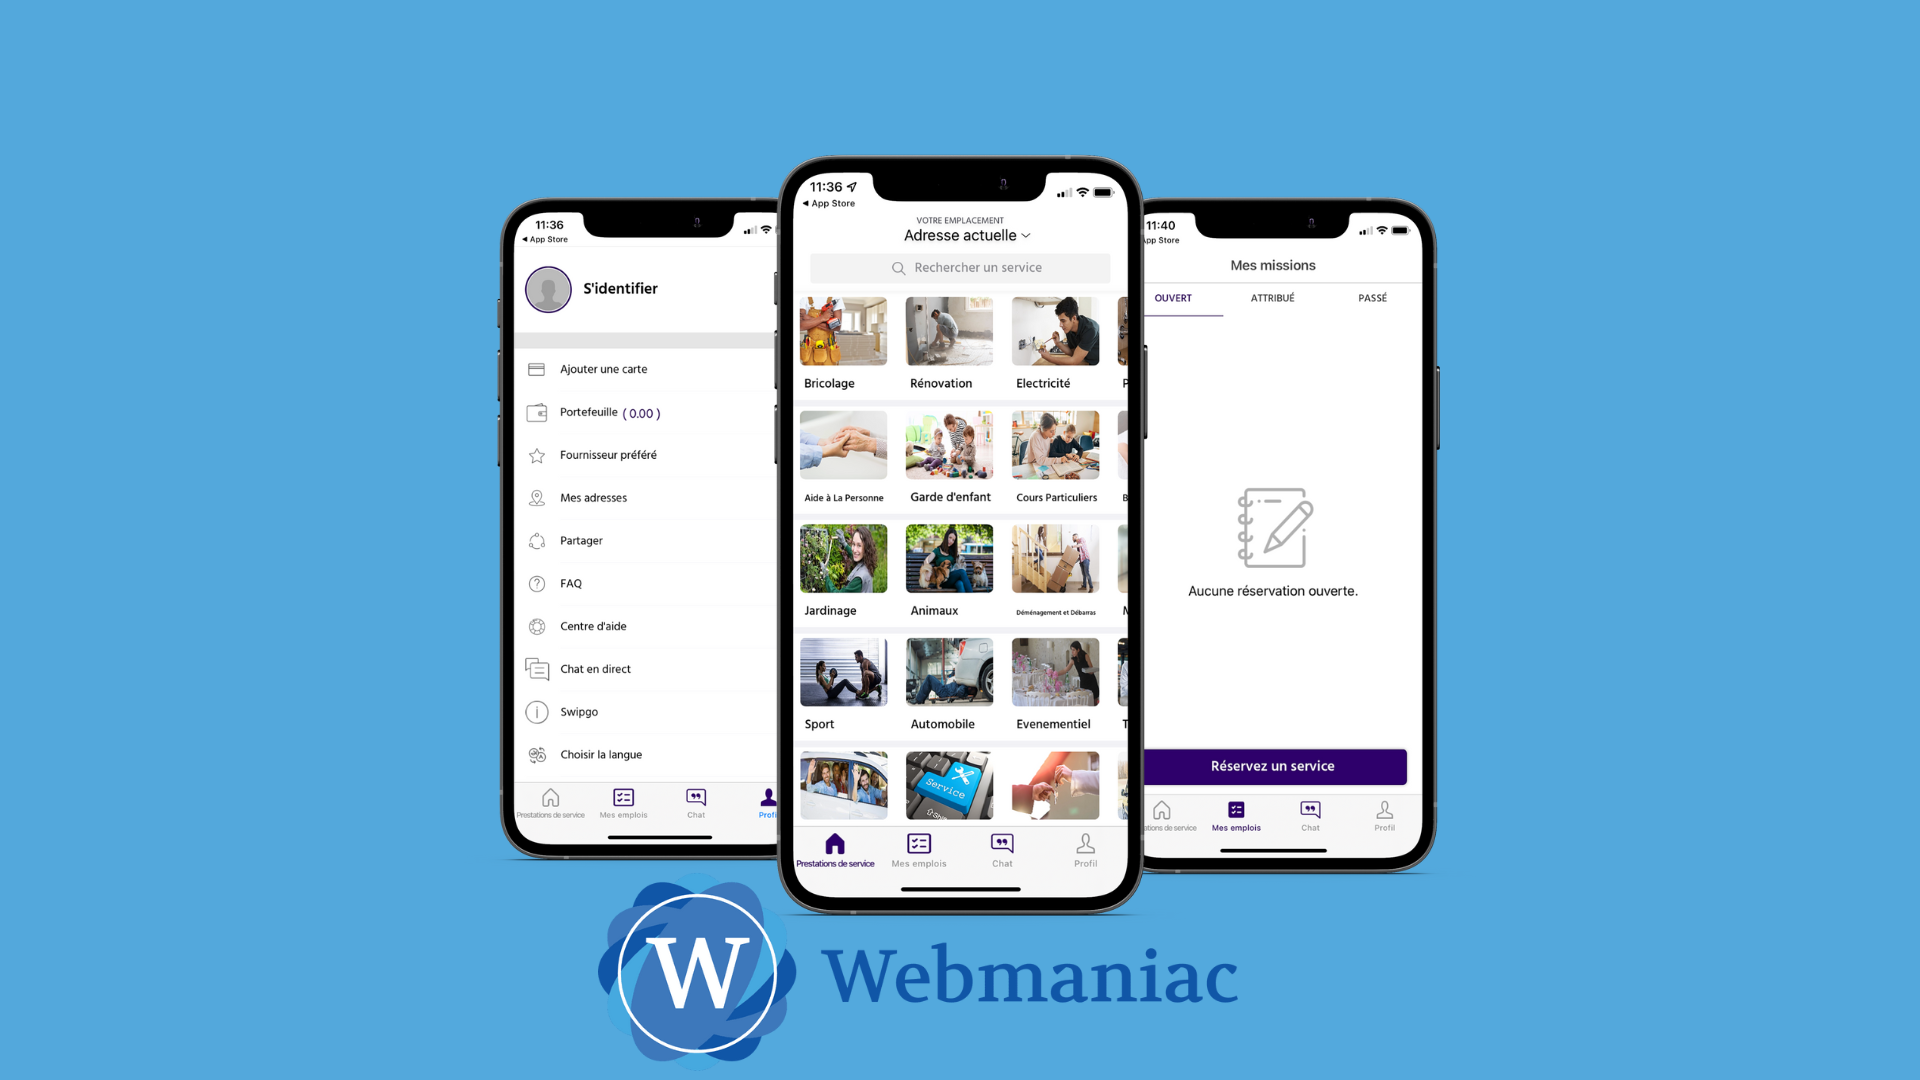 11:36
◄ App Store
S'identifier
Ajouter une carte
Portefeuille ( 0.00 )
Fournisseur préféré
Mes adresses
Partager
FAQ
Centre d'aide
Chat en direct
Swipgo
Choisir la langue
Prestations de service Mes emplois Chat Profi
11:36
◄ App Store
VOTRE EMPLACEMENT
Adresse actuelle
Rechercher un service
Bricolage Rénovation Electricité P
Aide à La Personne Garde d'enfant Cours Particuliers B
Jardinage Animaux Déménagement et Débarras M
Sport Automobile Evenementiel T
Service
Prestations de service Mes emplois Chat Profil
11:40
App Store
Mes missions
OUVERT ATTRIBUÉ PASSÉ
Aucune réservation ouverte.
Réservez un service
ations de service Mes emplois Chat Profil
W Webmaniac